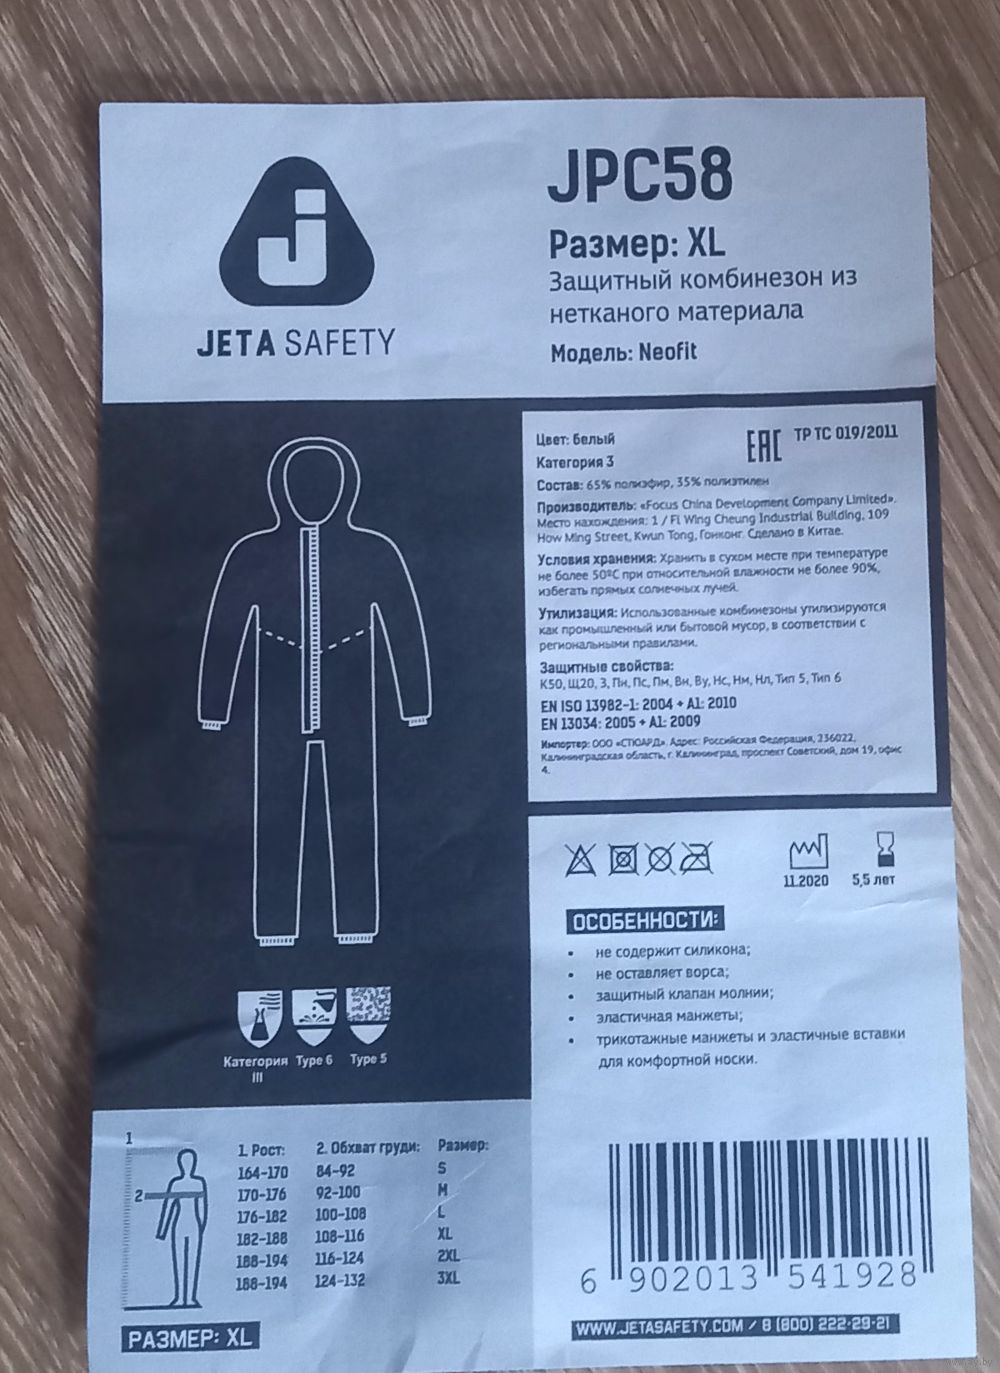 JETA SAFETY
JPC58
Размер: XL
Защитный комбинезон из
нетканого материала
Модель: Neofit
Цвет: белый
Категория 3
EAC ТР ТС 019/2011
Состав: 65% полиэфир, 35% полиэтилен
Производитель: «Focus China Development Company Limited».
Место нахождения: 1 / Fl Wing Cheung Industrial Building, 109
How Ming Street, Kwun Tong, Гонконг. Сделано в Китае.
Условия хранения: Хранить в сухом месте при температуре
не более 50ºС при относительной влажности не более 90%,
избегать прямых солнечных лучей.
Утилизация: Использованные комбинезоны утилизируются
как промышленный или бытовой мусор, в соответствии с
региональными правилами.
Защитные свойства:
К50, Щ20, З, Пн, Пс, Пм, Вн, Ву, Нс, Нм, Нл, Тип 5, Тип 6
EN ISO 13982-1: 2004 + A1: 2010
EN 13034: 2005 + A1: 2009
Импортер: ООО «СТЮАРД». Адрес: Российская Федерация, 236022,
Калининградская область, г. Калининград, проспект Советский, дом 19, офис
4.
11.2020
5,5 лет
ОСОБЕННОСТИ:
• не содержит силикона;
• не оставляет ворса;
• защитный клапан молнии;
• эластичная манжеты;
• трикотажные манжеты и эластичные вставки
для комфортной носки.
Категория Type 6 Type 5
III
1
2
1. Рост: 2. Обхват груди: Размер:
164-170 84-92 S
170-176 92-100 M
176-182 100-108 L
182-188 108-116 XL
188-194 116-124 2XL
188-194 124-132 3XL
РАЗМЕР: XL
6 902013 541928
WWW.JETASAFETY.COM / 8 (800) 222-29-21